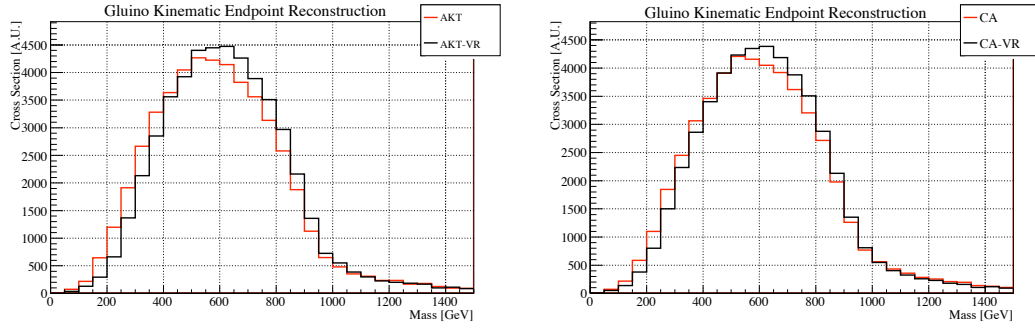 Gluino Kinematic Endpoint Reconstruction
AKT
AKT-VR
Cross Section [A.U.]
4500
4000
3500
3000
2500
2000
1500
1000
500
0
0 200 400 600 800 1000 1200 1400
Mass [GeV]
Gluino Kinematic Endpoint Reconstruction
CA
CA-VR
Cross Section [A.U.]
4500
4000
3500
3000
2500
2000
1500
1000
500
0
0 200 400 600 800 1000 1200 1400
Mass [GeV]